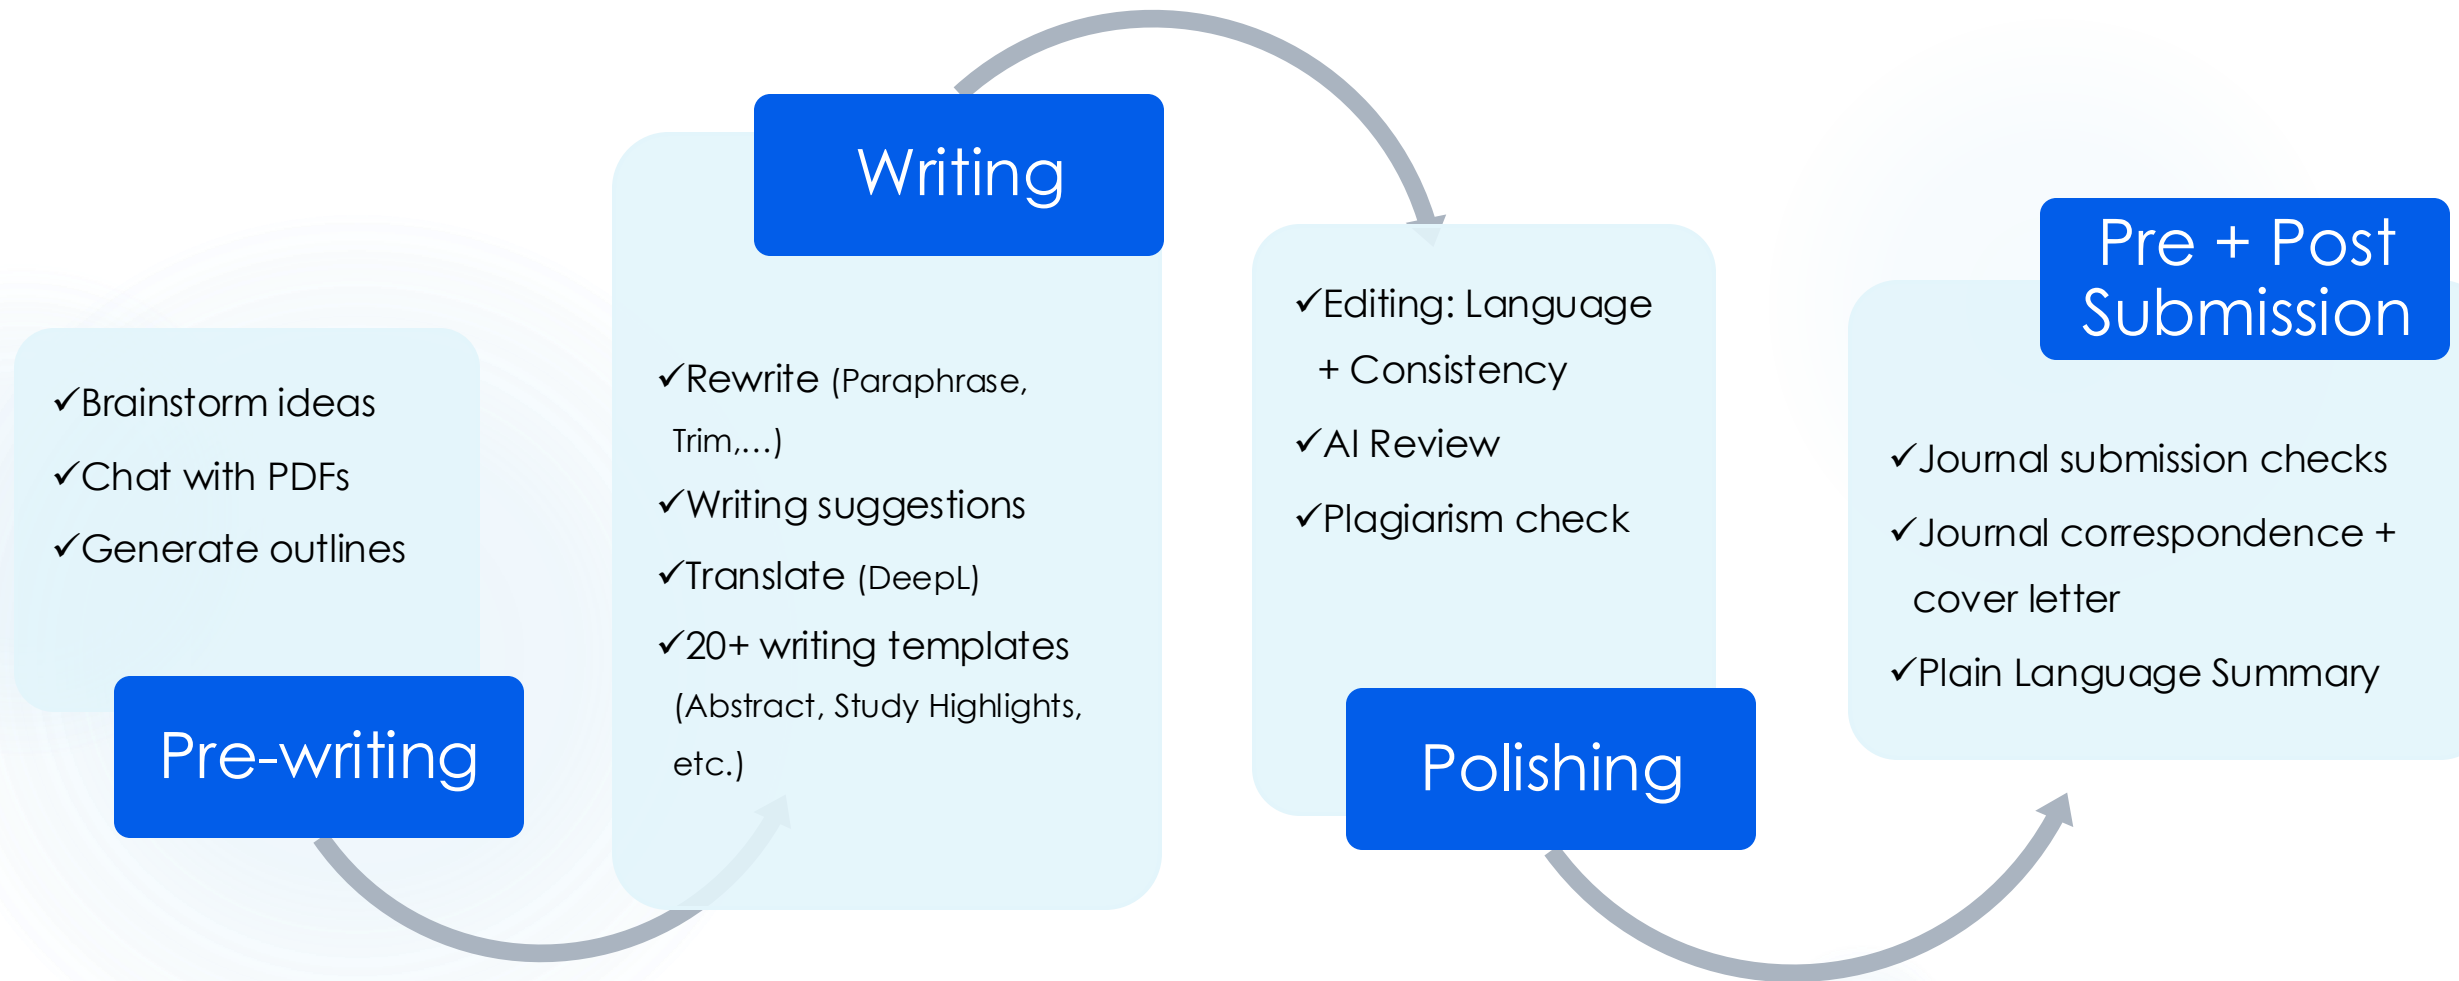 Pre-writing
✓Brainstorm ideas
✓Chat with PDFs
✓Generate outlines
Writing
✓Rewrite (Paraphrase,
Trim,...)
✓Writing suggestions
✓Translate (DeepL)
✓20+ writing templates
(Abstract, Study Highlights,
etc.)
✓Editing: Language
+ Consistency
✓AI Review
✓Plagiarism check
Polishing
Pre + Post
Submission
✓Journal submission checks
✓Journal correspondence +
cover letter
✓Plain Language Summary